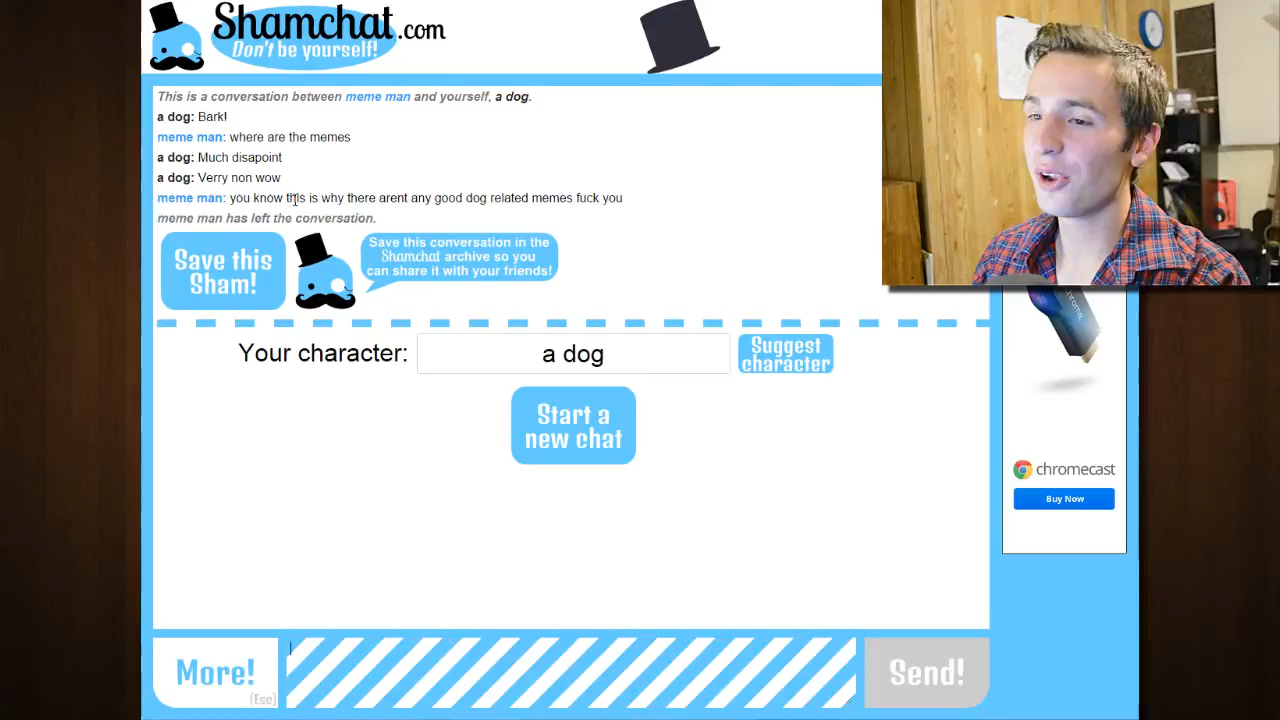 Shamchat.com
Don't be yourself!
This is a conversation between meme man and yourself, a dog.
a dog: Bark!
meme man: where are the memes
a dog: Much disapoint
a dog: Verry non wow
meme man: you know this is why there arent any good dog related memes fuck you
meme man has left the conversation.
Save this
Sham!
Save this conversation in the
Shamchat archive so you
can share it with your friends!
Your character:
a dog
Suggest
character
Start a
new chat
chrome
chromecast
Buy Now
More!
(Esc)
Send!